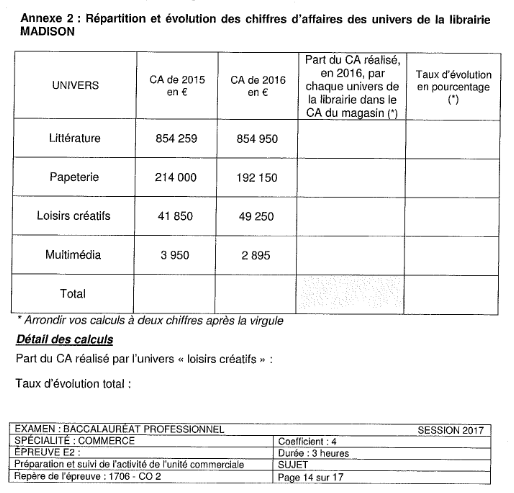 Annexe 2 : Répartition et évolution des chiffres d'affaires des univers de la librairie
MADISON
UNIVERS
CA de 2015
en €
CA de 2016
en €
Part du CA réalisé,
en 2016, par
chaque univers de
la librairie dans le
CA du magasin (*)
Taux d'évolution
en pourcentage
(*)
Littérature 854 259 854 950
Papeterie 214 000 192 150
Loisirs créatifs 41 850 49 250
Multimédia 3 950 2 895
Total
* Arrondir vos calculs à deux chiffres après la virgule
Détail des calculs
Part du CA réalisé par l'univers « loisirs créatifs » :
Taux d'évolution total :
EXAMEN : BACCALAURÉAT PROFESSIONNEL SESSION 2017
SPÉCIALITÉ : COMMERCE Coefficient : 4
ÉPREUVE E2 : Durée : 3 heures
Préparation et suivi de l'activité de l'unité commerciale SUJET
Repère de l'épreuve : 1706 - CO 2 Page 14 sur 17